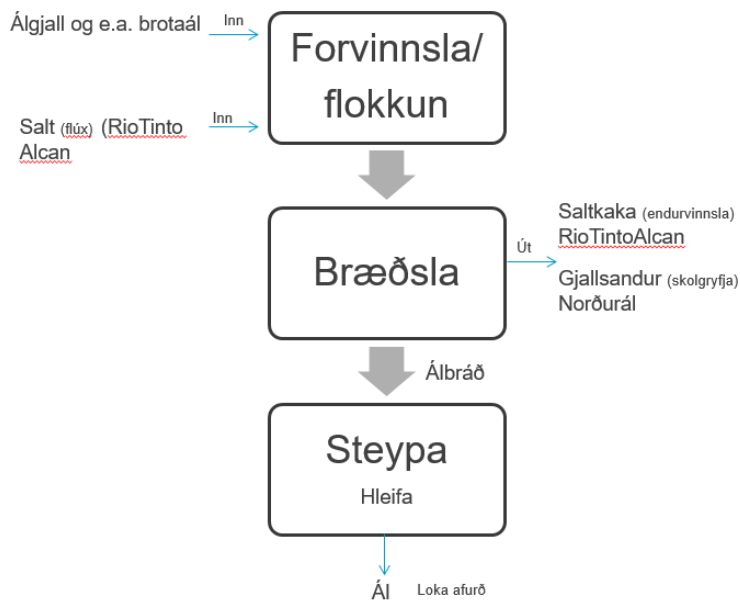 Álgjall og e.a. brotaál
Inn
Forvinnsla/
flokkun
Salt (flúx) (RioTinto
Alcan
Inn
Bræðsla
Út
Saltkaka (endurvinnsla)
RioTintoAlcan
Gjallsandur (skolgryfja)
Norðurál
Álbráð
Steypa
Hleifa
Ál
Loka afurð